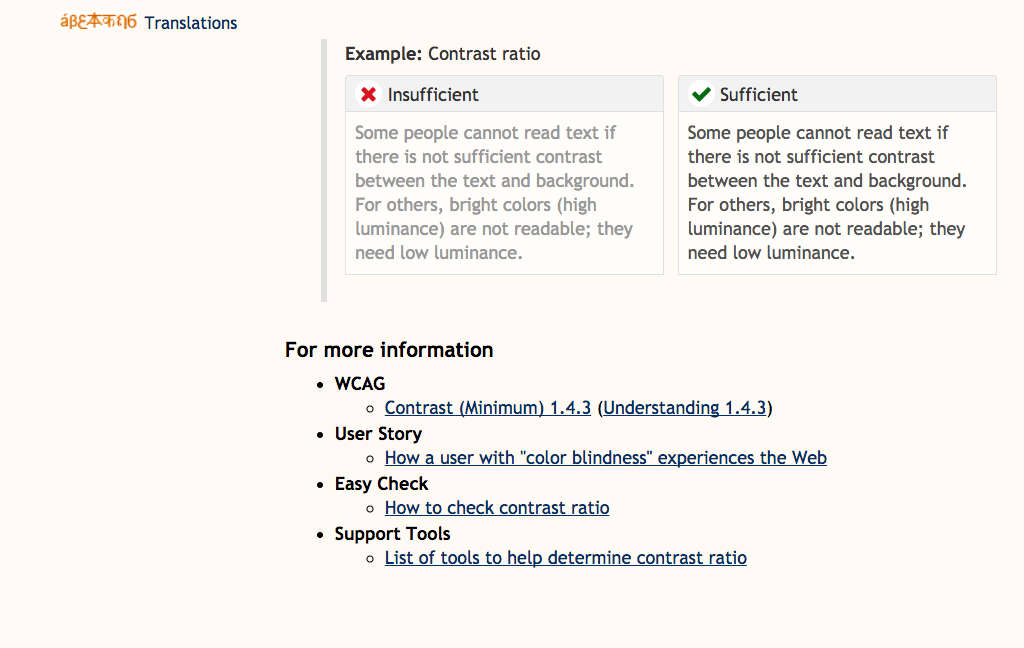 Translations
Example: Contrast ratio
Insufficient
Some people cannot read text if
there is not sufficient contrast
between the text and background.
For others, bright colors (high
luminance) are not readable; they
need low luminance.
Sufficient
Some people cannot read text if
there is not sufficient contrast
between the text and background.
For others, bright colors (high
luminance) are not readable; they
need low luminance.
For more information
WCAG
Contrast (Minimum) 1.4.3 (Understanding 1.4.3)
User Story
How a user with "color blindness" experiences the Web
Easy Check
How to check contrast ratio
Support Tools
List of tools to help determine contrast ratio